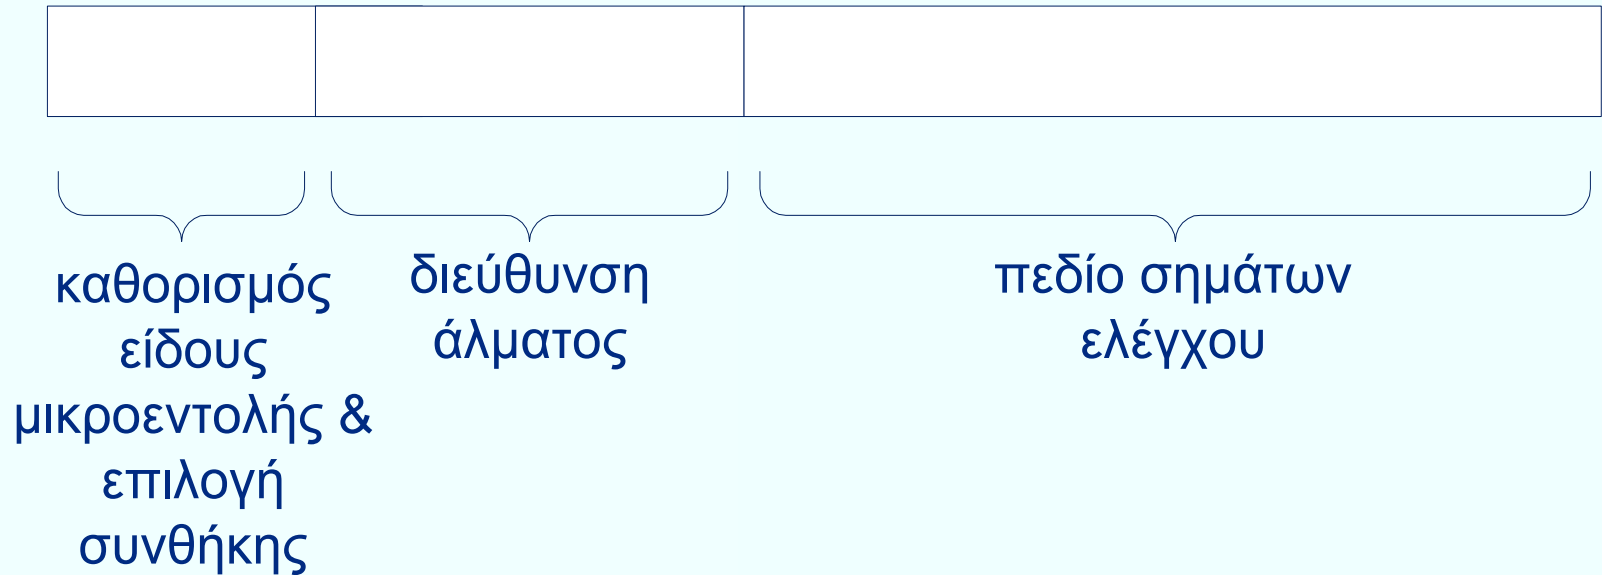 καθορισμός
είδους
μικροεντολής &
επιλογή
συνθήκης
διεύθυνση
άλματος
πεδίο σημάτων
ελέγχου